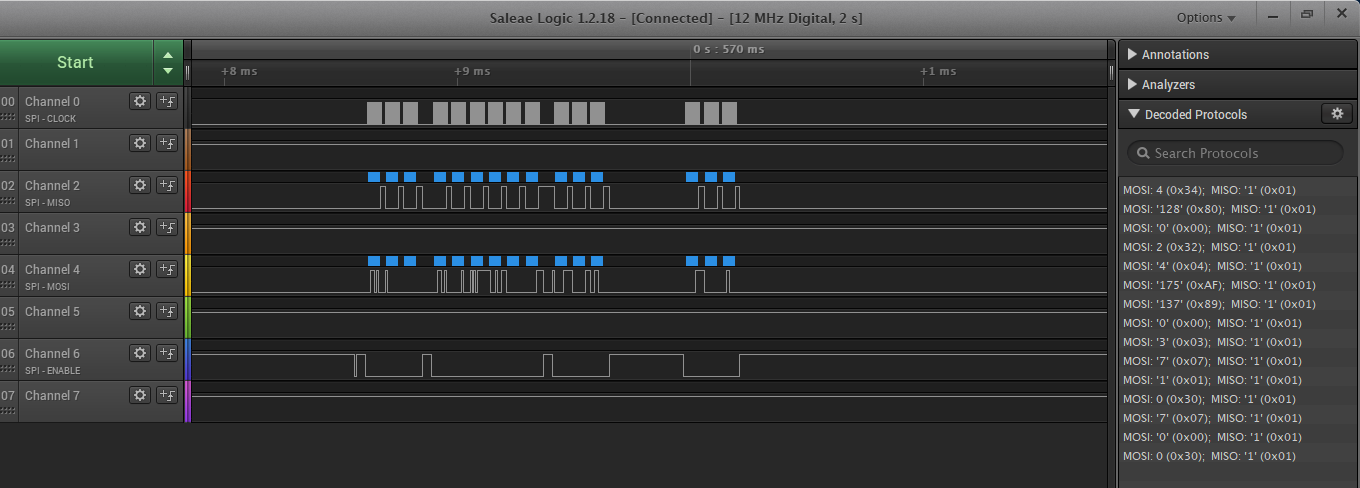 Saleae Logic 1.2.18 – [Connected] – [12 MHz Digital, 2 s]
Options
Start
0 s : 570 ms
+8 ms
+9 ms
+1 ms
00 Channel 0
SPI - CLOCK
01 Channel 1
02 Channel 2
SPI - MISO
03 Channel 3
04 Channel 4
SPI - MOSI
05 Channel 5
06 Channel 6
SPI - ENABLE
07 Channel 7
Annotations
Analyzers
Decoded Protocols
Search Protocols
MOSI: 4 (0x34);  MISO: '1' (0x01)
MOSI: '128' (0x80);  MISO: '1' (0x01)
MOSI: '0' (0x00);  MISO: '1' (0x01)
MOSI: 2 (0x32);  MISO: '1' (0x01)
MOSI: '4' (0x04);  MISO: '1' (0x01)
MOSI: '175' (0xAF);  MISO: '1' (0x01)
MOSI: '137' (0x89);  MISO: '1' (0x01)
MOSI: '0' (0x00);  MISO: '1' (0x01)
MOSI: '3' (0x03);  MISO: '1' (0x01)
MOSI: '7' (0x07);  MISO: '1' (0x01)
MOSI: '1' (0x01);  MISO: '1' (0x01)
MOSI: 0 (0x30);  MISO: '1' (0x01)
MOSI: '7' (0x07);  MISO: '1' (0x01)
MOSI: '0' (0x00);  MISO: '1' (0x01)
MOSI: 0 (0x30);  MISO: '1' (0x01)